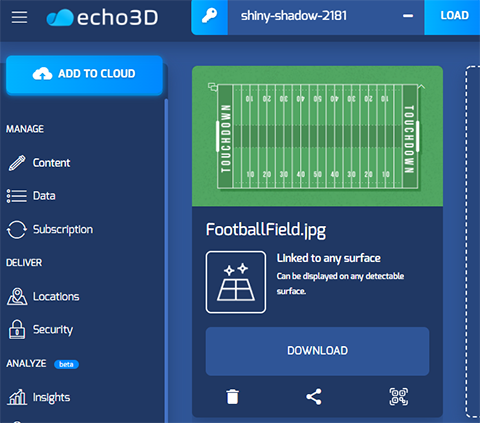 echo3D
shiny-shadow-2181
LOAD
ADD TO CLOUD
MANAGE
Content
Data
Subscription
DELIVER
Locations
Security
ANALYZE beta
Insights
10 20 30 40 50 40 30 20 10
TOUCHDOWN
TOUCHDOWN
10 20 30 40 50 40 30 20 10
FootballField.jpg
LInked to any surface
Can be displayed on any detectable
surface.
DOWNLOAD